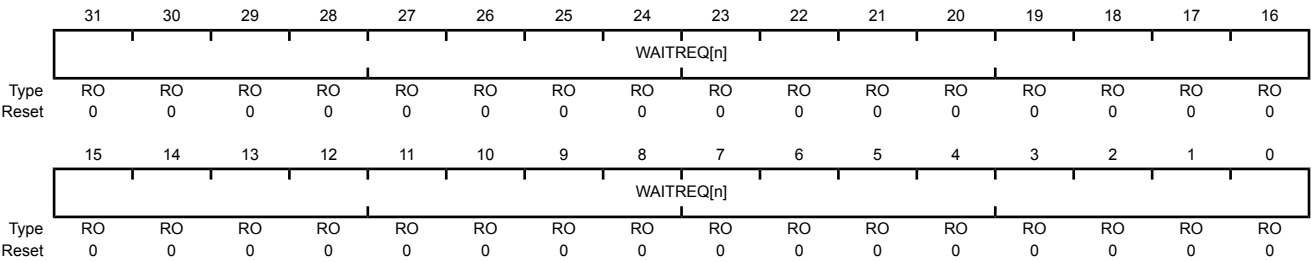 31 30 29 28 27 26 25 24 23 22 21 20 19 18 17 16
WAITREQ[n]
Type RO RO RO RO RO RO RO RO RO RO RO RO RO RO RO RO
Reset 0 0 0 0 0 0 0 0 0 0 0 0 0 0 0 0
15 14 13 12 11 10 9 8 7 6 5 4 3 2 1 0
WAITREQ[n]
Type RO RO RO RO RO RO RO RO RO RO RO RO RO RO RO RO
Reset 0 0 0 0 0 0 0 0 0 0 0 0 0 0 0 0